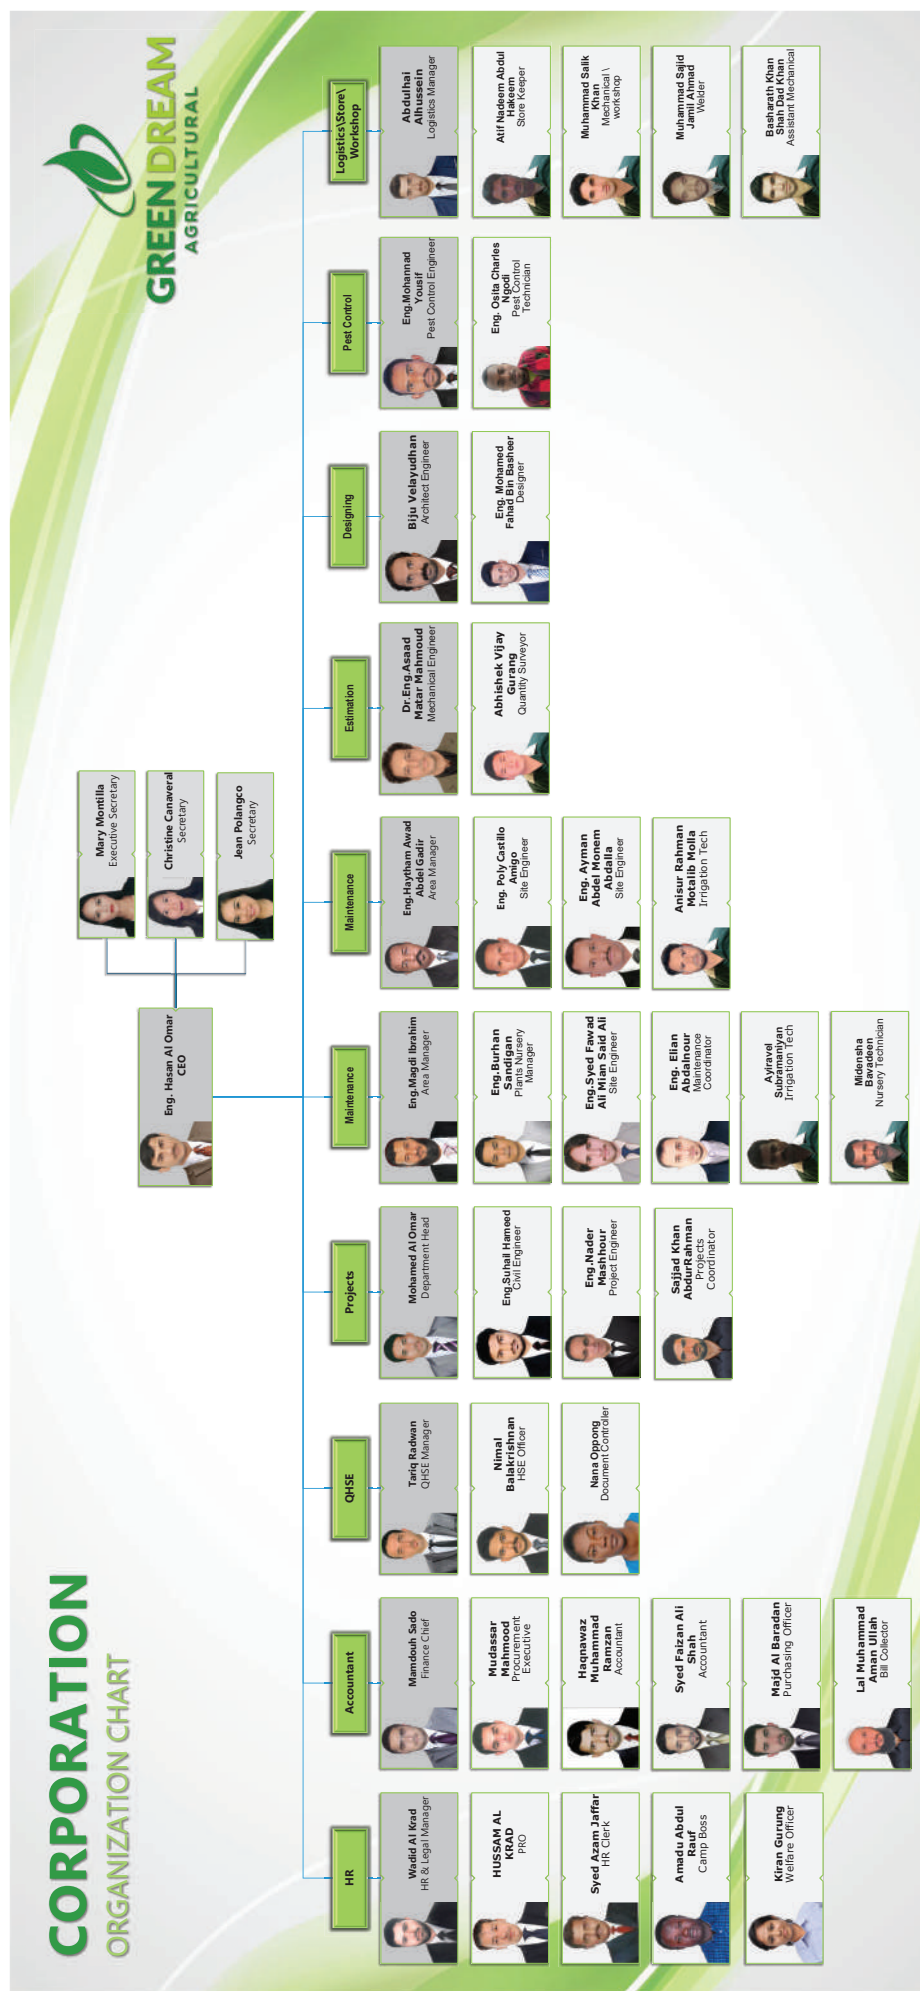 CORPORATION
ORGANIZATION CHART
GREENDREAM
AGRICULTURAL
Eng. Hasan Al Omar
CEO
Mary Montilla
Executive Secretary
Christine Canaveral
Secretary
Jean Polangco
Secretary
HR
Wadid Al Krad
HR & Legal Manager
HUSSAM AL
KRAD
PRO
Syed Azam Jaffar
HR Clerk
Amadu Abdul
Rauf
Camp Boss
Kiran Gurung
Welfare Officer
Accountant
Mamdouh Sado
Finance Chief
Mudassar
Mahmood
Procurement
Executive
Haqnawaz
Muhammad
Ramzan
Accountant
Syed Faizan Ali
Shah
Accountant
Majd Al Baradan
Purchasing Officer
Lal Muhammad
Aman Ullah
Bill Collector
QHSE
Tariq Radwan
QHSE Manager
Nimal
Balakrishnan
HSE Officer
Nana Oppong
Document Controller
Projects
Mohamed Al Omar
Department Head
Eng.Suhail Hameed
Civil Engineer
Eng.Nader
Mashhour
Project Engineer
Sajjad Khan
AbdurRahman
Projects
Coordinator
Maintenance
Eng.Magdi Ibrahim
Area Manager
Eng.Burhan
Sandigan
Plants Nursery
Manager
Eng.Syed Fawad
Ali Mian Said Ali
Site Engineer
Eng. Elian
Abdalnour
Maintenance
Coordinator
Ayiravel
Subramaniyan
Irrigation Tech
Midensha
Bavadeen
Nursery Technician
Maintenance
Eng.Haytham Awad
Abdel Gadir
Area Manager
Eng. Poly Castillo
Amigo
Site Engineer
Eng. Ayman
Abdel Monem
Abdalla
Site Engineer
Anisur Rahman
Motalib Molla
Irrigation Tech
Estimation
Dr.Eng.Asaad
Matar Mahmoud
Mechanical Engineer
Abhishek Vijay
Gurang
Quantity Surveyor
Designing
Biju Velayudhan
Architect Engineer
Eng. Mohamed
Fahad Bin Basheer
Designer
Pest Control
Eng.Mohannad
Yousif
Pest Control Engineer
Eng. Osita Charles
Ngodi
Pest Control
Technician
Logistics\Store\
Workshop
Abdulhai
Alhussein
Logistics Manager
Atif Nadeem Abdul
Hakeem
Store Keeper
Muhammad Salik
Khan
Mechanical \
workshop
Muhammad Sajid
Jamil Ahmad
Welder
Basharath Khan
Shah Dad Khan
Assistant Mechanical